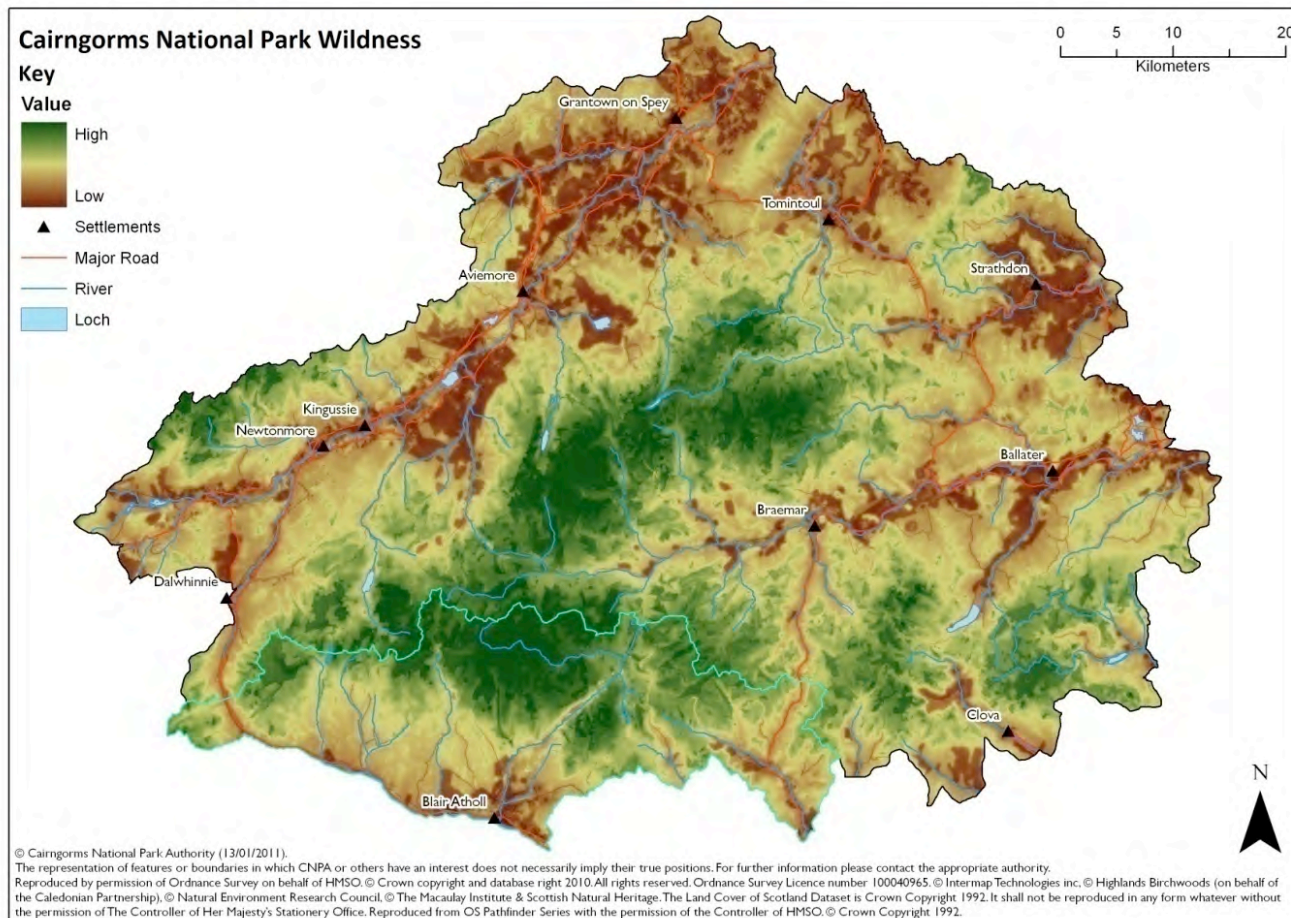 Cairngorms National Park Wildness
Key
Value
High
Low
Settlements
Major Road
River
Loch
0 5 10 20
Kilometers
Grantown on Spey
Tomintoul
Strathdon
Aviemore
Kingussie
Newtonmore
Ballater
Braemar
Dalwhinnie
Clova
Blair Atholl
N
© Cairngorms National Park Authority (13/01/2011).
The representation of features or boundaries in which CNPA or others have an interest does not necessarily imply their true positions. For further information please contact the appropriate authority.
Reproduced by permission of Ordnance Survey on behalf of HMSO. © Crown copyright and database right 2010. All rights reserved. Ordnance Survey Licence number 100040965. © Intermap Technologies inc, © Highlands Birchwoods (on behalf of
the Caledonian Partnership), © Natural Environment Research Council, © The Macaulay Institute & Scottish Natural Heritage. The Land Cover of Scotland Dataset is Crown Copyright 1992. It shall not be reproduced in any form whatever without
the permission of The Controller of Her Majesty's Stationery Office. Reproduced from OS Pathfinder Series with the permission of the Controller of HMSO. © Crown Copyright 1992.